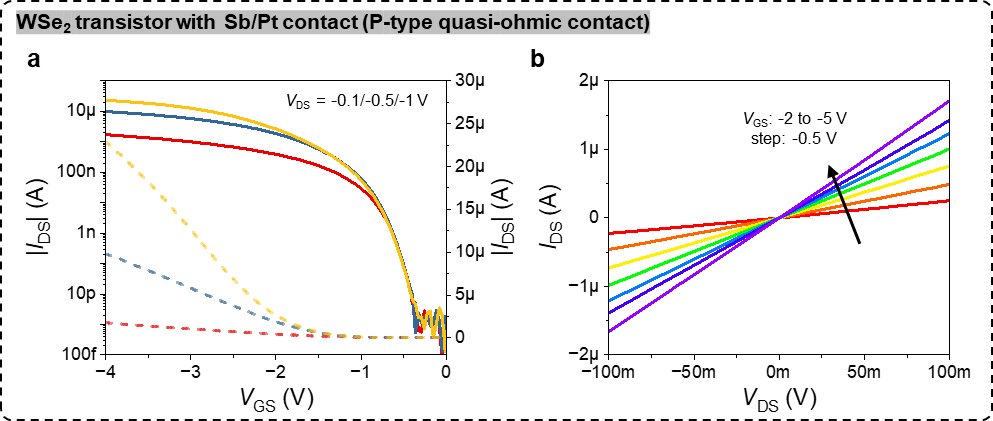 WSe2 transistor with Sb/Pt contact (P-type quasi-ohmic contact)
a
VDS = -0.1/-0.5/-1 V
10μ
100n
1n
10p
100f
|IDS| (A)
30μ
25μ
20μ
15μ
10μ
5μ
0
|IDS| (A)
−4
−3
−2
−1
0
VGS (V)
b
VGS: -2 to -5 V
step: -0.5 V
2μ
1μ
0
−1μ
−2μ
IDS (A)
−100m
−50m
0m
50m
100m
VDS (V)